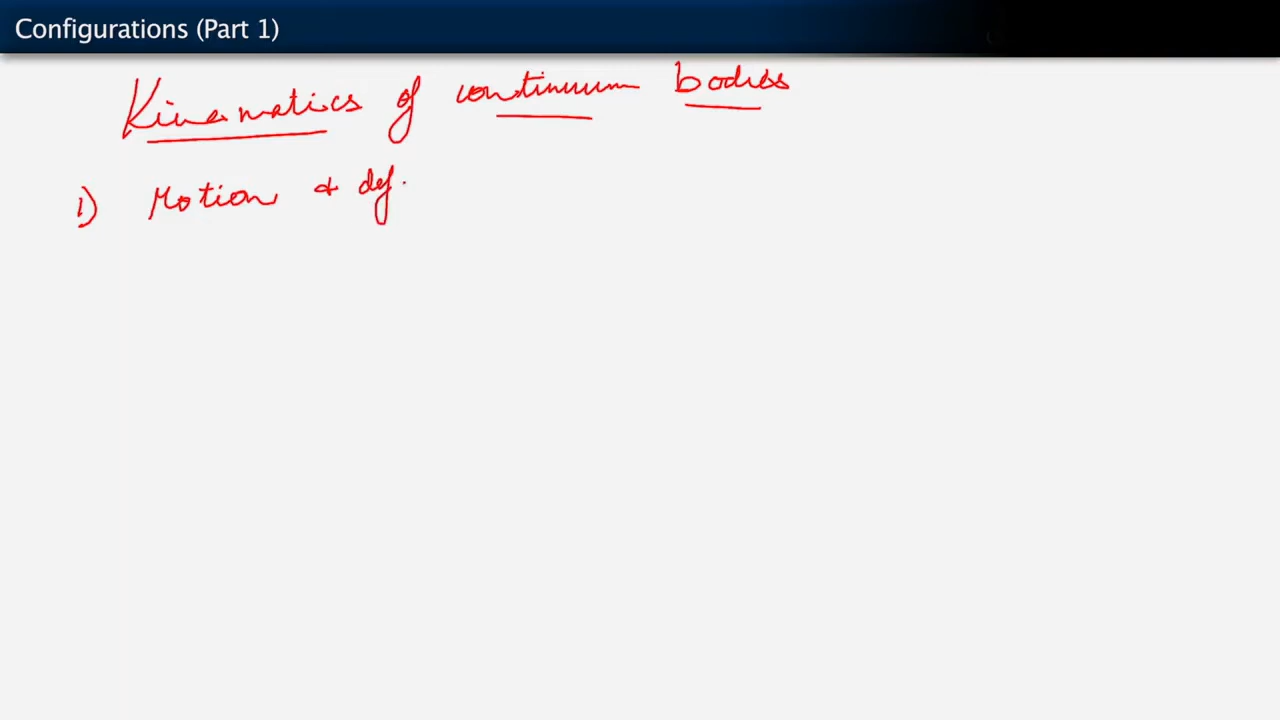 Configurations (Part 1)
Kinematics of continuum bodies
1) Motion & def.